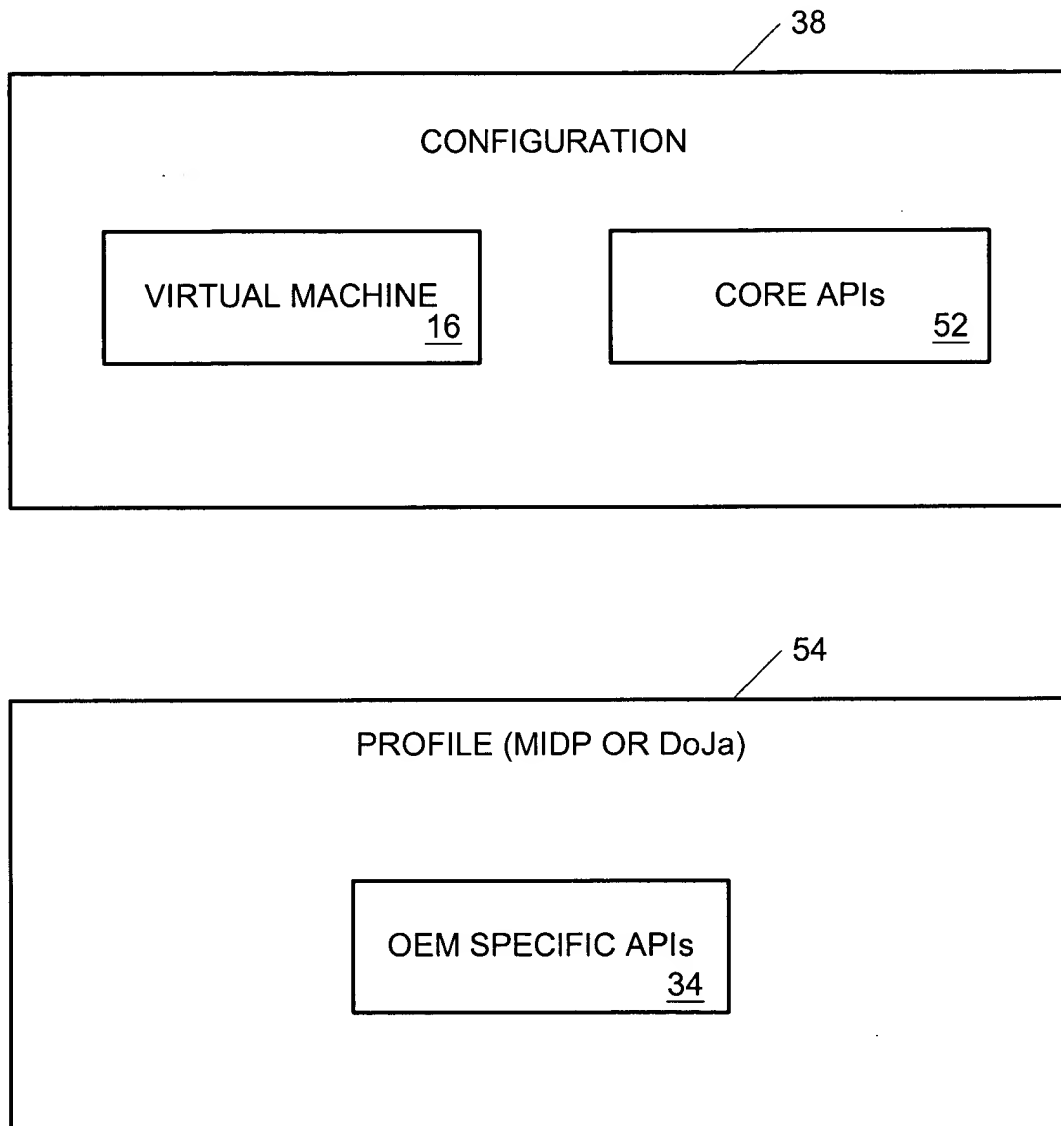 38
CONFIGURATION
VIRTUAL MACHINE
16
CORE APIs
52
54
PROFILE (MIDP OR DoJa)
OEM SPECIFIC APIs
34